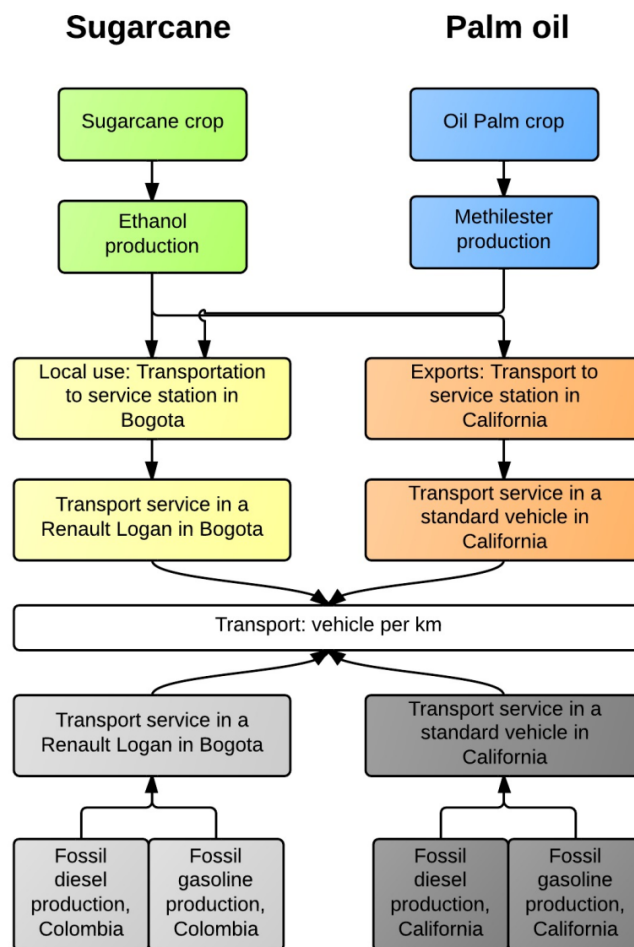 Sugarcane
Palm oil
Sugarcane crop
Oil Palm crop
Ethanol
production
Methilester
production
Local use: Transportation
to service station in
Bogota
Exports: Transport to
service station in
California
Transport service in a
Renault Logan in Bogota
Transport service in a
standard vehicle in
California
Transport: vehicle per km
Transport service in a
Renault Logan in Bogota
Transport service in a
standard vehicle in
California
Fossil
diesel
production,
Colombia
Fossil
gasoline
production,
Colombia
Fossil
diesel
production,
California
Fossil
gasoline
production,
California